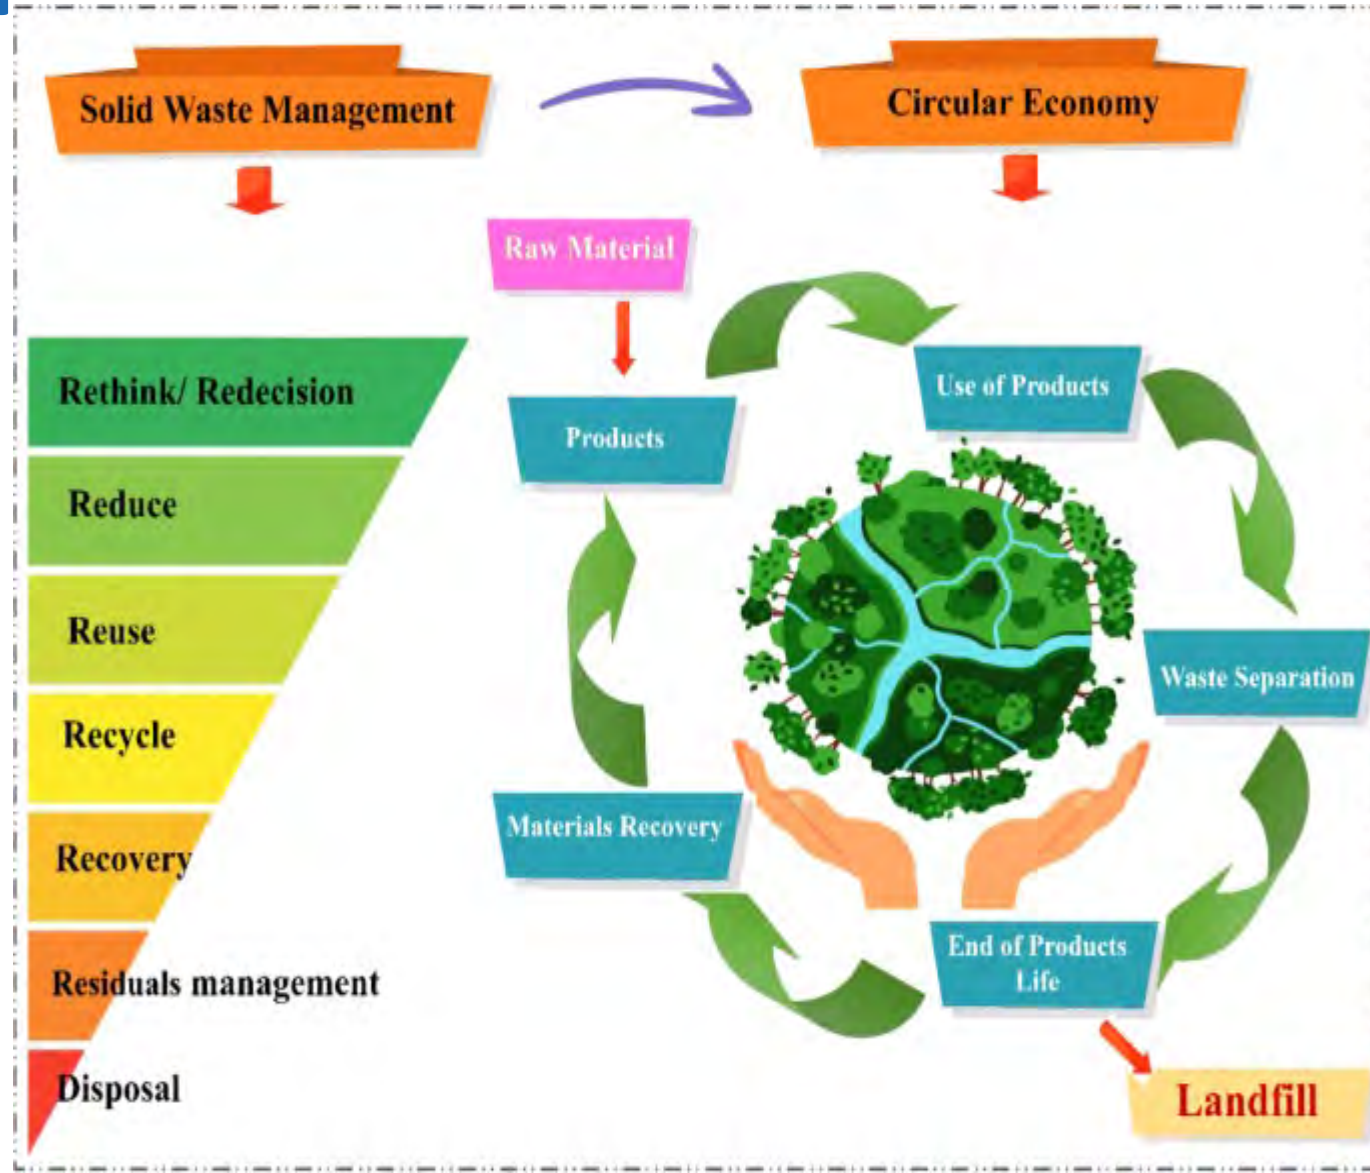 Solid Waste Management
Circular Economy
Rethink/ Redecision
Reduce
Reuse
Recycle
Recovery
Residuals management
Disposal
Raw Material
Products
Use of Products
Waste Separation
End of Products
Life
Materials Recovery
Landfill